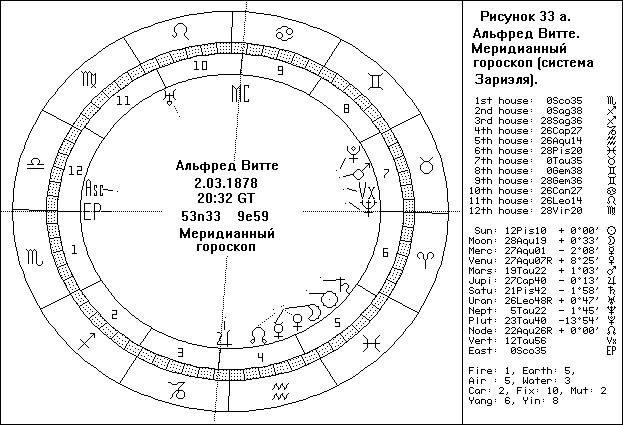 Рисунок 33 а.
Альфред Витте.
Меридианный
гороскоп (система
Зариэля).
10
9
11
MC
8
12
Asc
EP
7
Vx
1
6
2
5
3
4
Альфред Витте
2.03.1878
20:32 GT
53n33 9e59
Меридианный
гороскоп
1st house: 0Sco35 ♏
2nd house: 0Sag38 ♐
3rd house: 28Sag36 ♐
4th house: 26Cap27 ♑
5th house: 26Aqu14 ♒
6th house: 28Pis20 ♓
7th house: 0Tau35 ♉
8th house: 0Gem38 ♊
9th house: 28Gem36 ♊
10th house: 26Can27 ♋
11th house: 26Leo14 ♌
12th house: 28Vir20 ♍
Sun: 12Pis10 + 0°00' ☉
Moon: 28Aqu19 + 0°33' ☽
Merc: 27Aqu01 - 2°08' ☿
Venu: 27Aqu07R + 8°25' ♀
Mars: 19Tau22 + 1°03' ♂
Jupi: 27Cap40 - 0°13' ♃
Satu: 21Pis42 - 1°58' ♄
Uran: 26Leo48R + 0°47' ♅
Nept: 5Tau22 - 1°45' ♆
Plut: 23Tau40 -13°54' ♇
Node: 22Aqu26R + 0°00' ☊
Vert: 12Tau56 Vx
East: 0Sco35 EP
Fire: 1, Earth: 5,
Air : 5, Water: 3
Car: 2, Fix: 10, Mut: 2
Yang: 6, Yin: 8